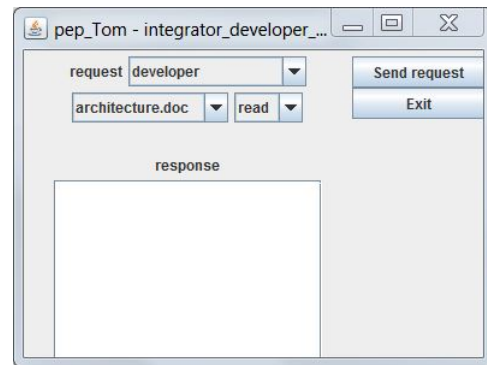 pep_Tom - integrator_developer_...
request developer Send request
architecture.doc read Exit
response